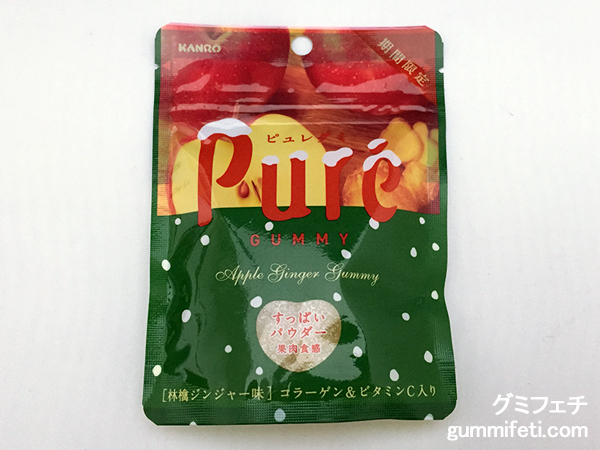 KANRO
期間限定
ピュレグミ
Puré
GUMMY
Apple Ginger Gummy
すっぱい
パウダー
果肉食感
[林檎ジンジャー味] コラーゲン&ビタミンC入り
グミフェチ
gummifeti.com